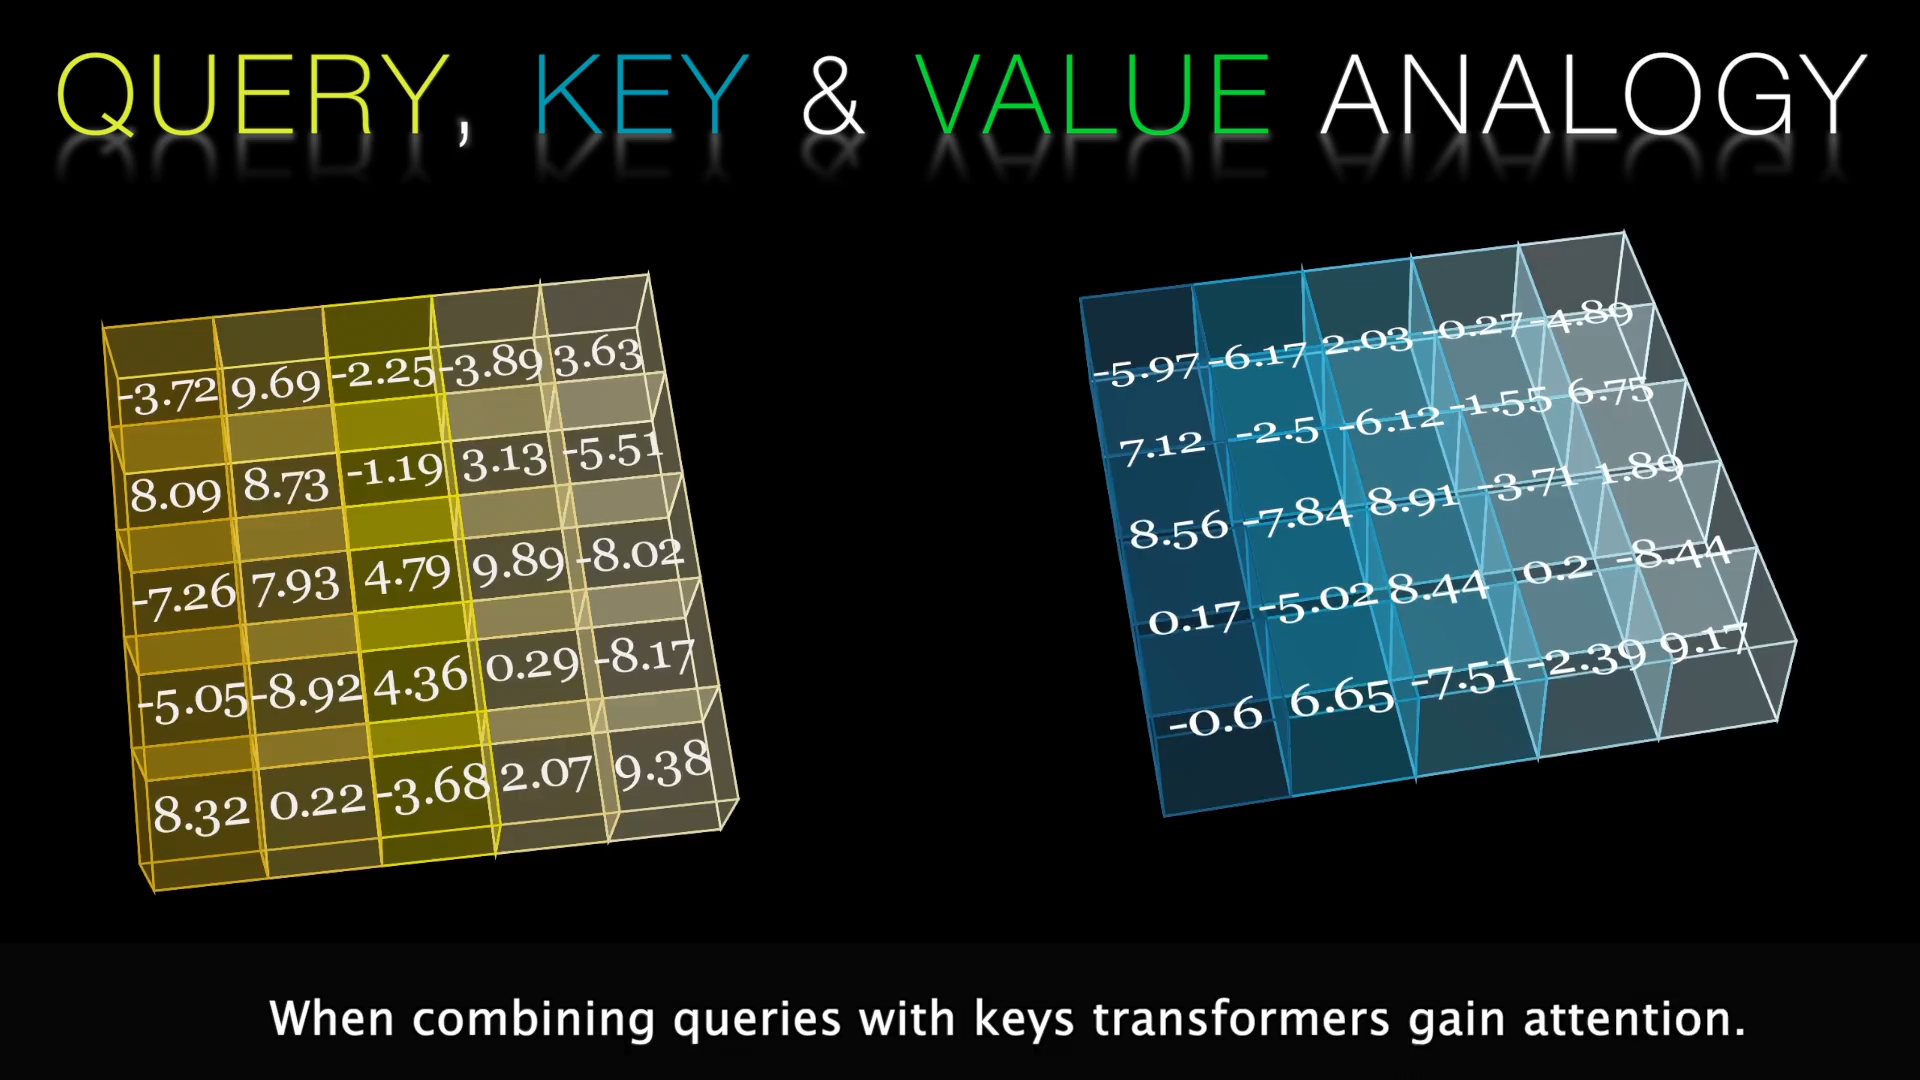 QUERY, KEY & VALUE ANALOGY
-3.72 9.69 -2.25 -3.89 3.63
8.09 8.73 -1.19 3.13 -5.51
-7.26 7.93 4.79 9.89 -8.02
-5.05 -8.92 4.36 0.29 -8.17
8.32 0.22 -3.68 2.07 9.38
-5.97 -6.17 2.03 -0.27 -4.89
7.12 -2.5 -6.12 -1.55 6.75
8.56 -7.84 8.91 -3.71 1.89
0.17 -5.02 8.44 0.2 -8.44
-0.6 6.65 -7.51 -2.39 9.17
When combining queries with keys transformers gain attention.